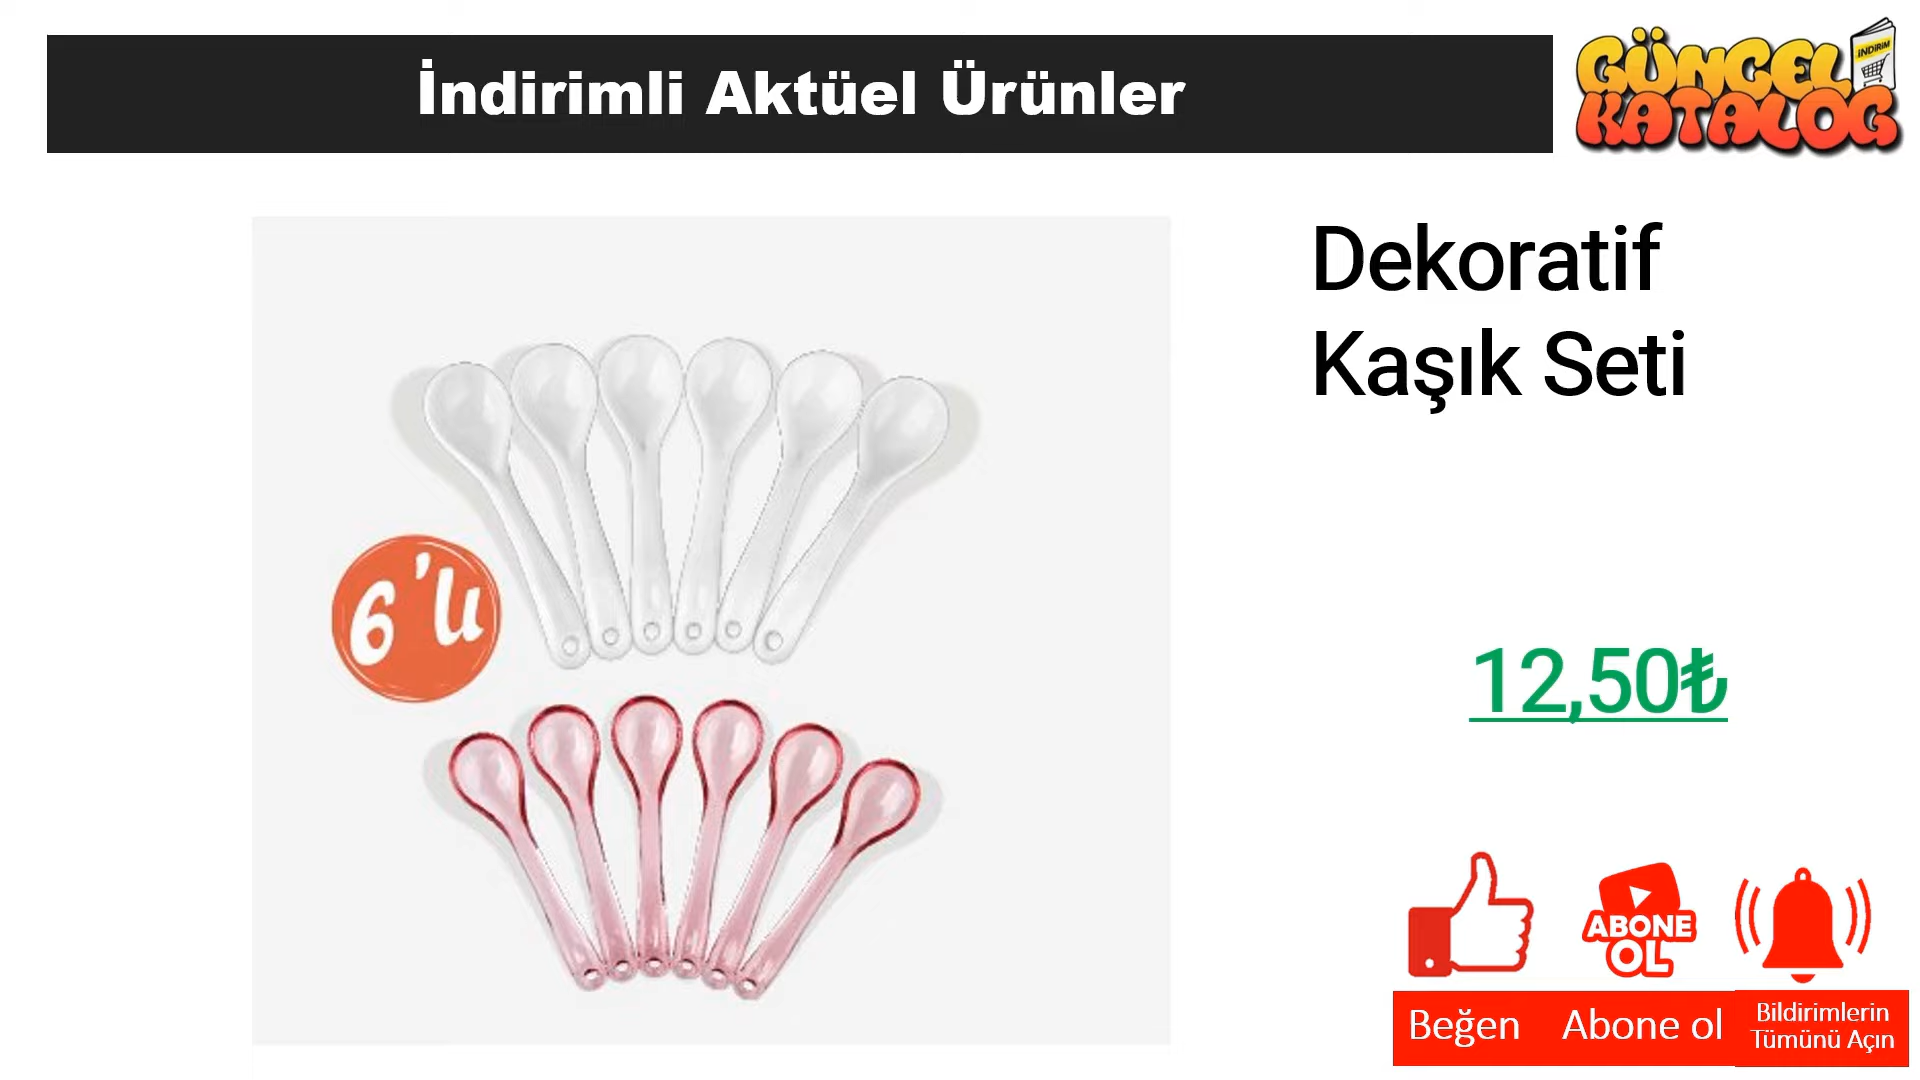 İndirimli Aktüel Ürünler
GÜNCEL
KATALOG
İNDİRİM
Dekoratif
Kaşık Seti
6'lı
12,50₺
ABONE
OL
Beğen
Abone ol
Bildirimlerin
Tümünü Açın